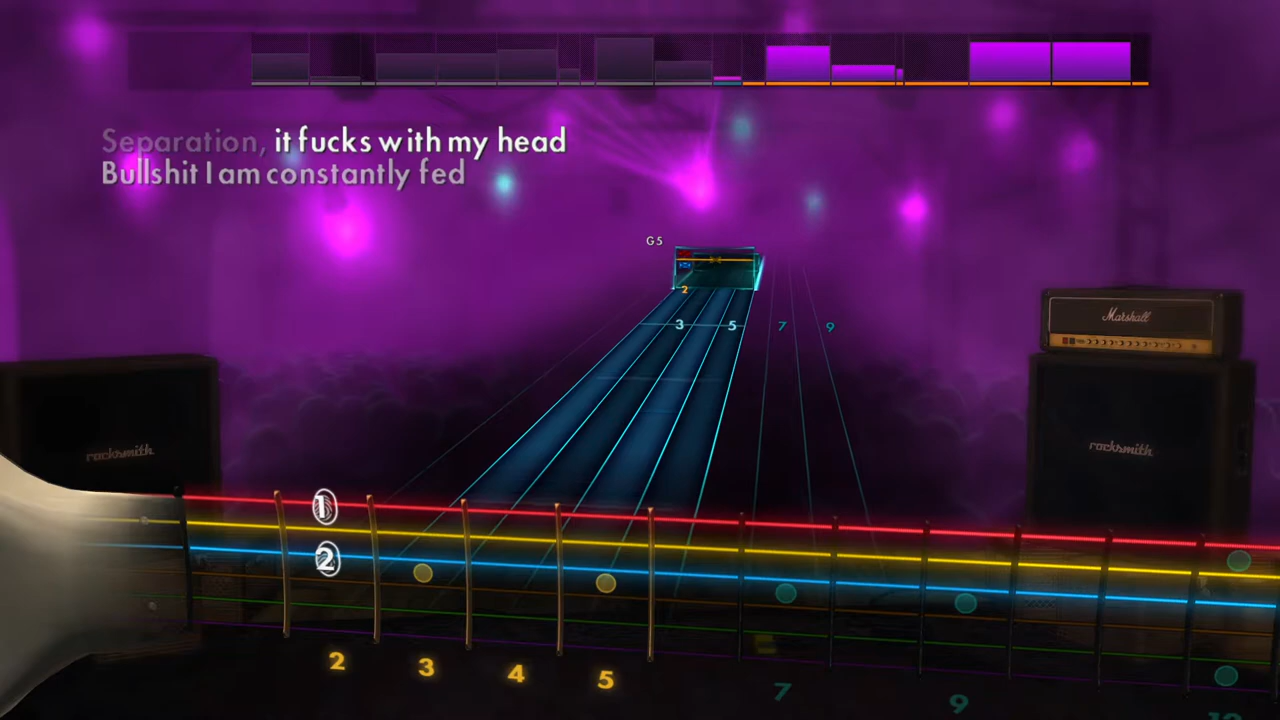 Separation, it fucks with my head
Bullshit I am constantly fed
G5
2
3 5 7 9
Marshall
rocksmith
rocksmith
1
2
2 3 4 5 7 9